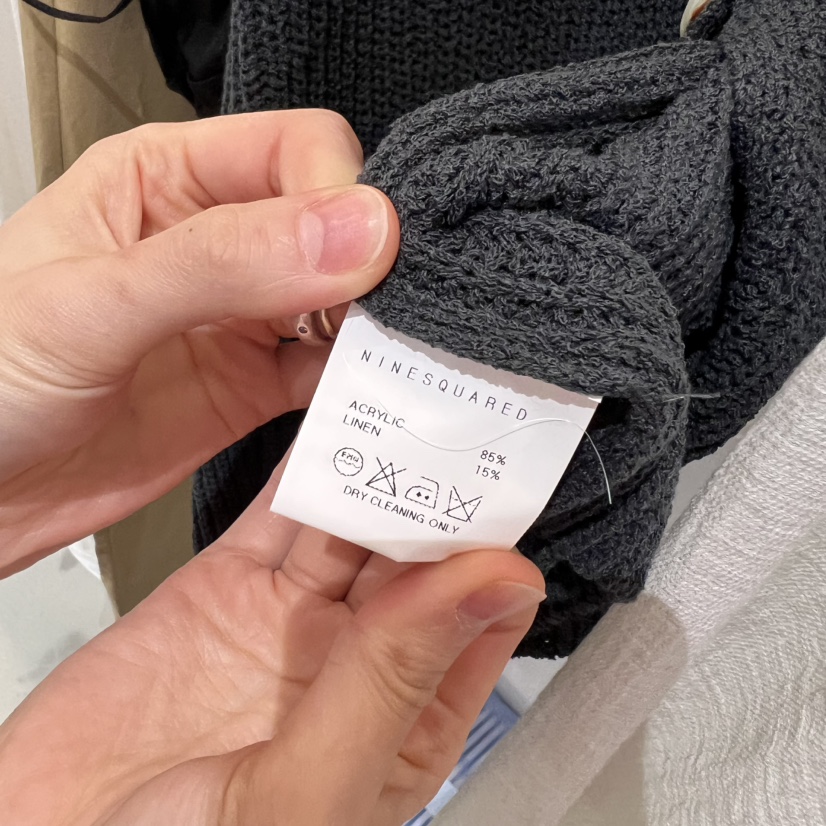 NINESQUARED
ACRYLIC 85%
LINEN 15%
DRY CLEANING ONLY